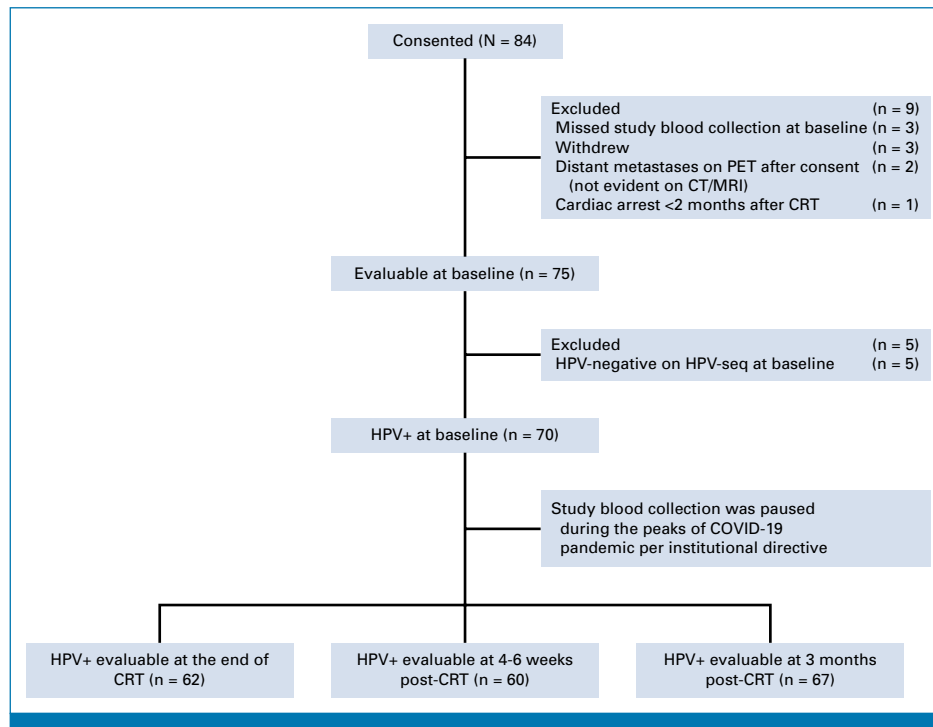 Consented (N = 84)
Excluded (n = 9)
Missed study blood collection at baseline (n = 3)
Withdrew (n = 3)
Distant metastases on PET after consent (n = 2)
(not evident on CT/MRI)
Cardiac arrest <2 months after CRT (n = 1)
Evaluable at baseline (n = 75)
Excluded (n = 5)
HPV-negative on HPV-seq at baseline (n = 5)
HPV+ at baseline (n = 70)
Study blood collection was paused
during the peaks of COVID-19
pandemic per institutional directive
HPV+ evaluable at the end of
CRT (n = 62)
HPV+ evaluable at 4-6 weeks
post-CRT (n = 60)
HPV+ evaluable at 3 months
post-CRT (n = 67)